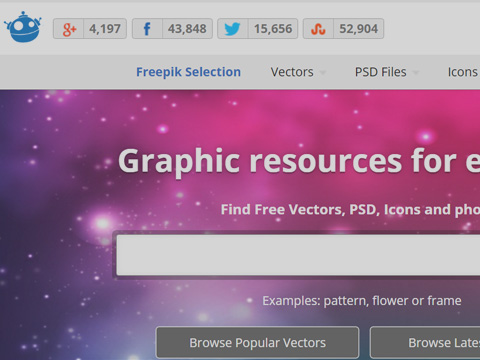 4,197 43,848 15,656 52,904
Freepik Selection Vectors PSD Files Icons
Graphic resources for e
Find Free Vectors, PSD, Icons and pho
Examples: pattern, flower or frame
Browse Popular Vectors Browse Lates